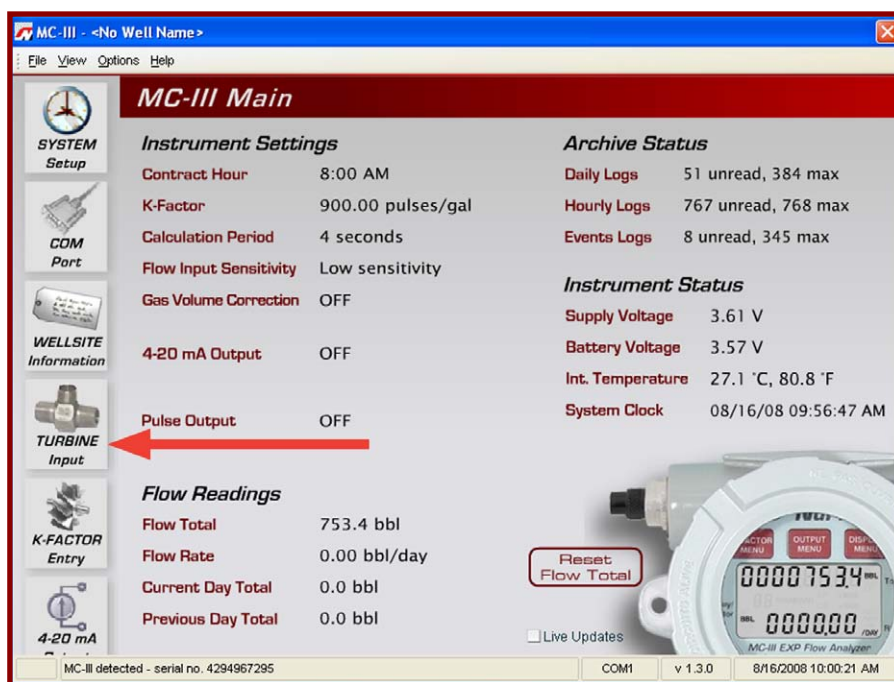 MC-III - <No Well Name>
File View Options Help
SYSTEM
Setup
COM
Port
WELLSITE
Information
TURBINE
Input
K-FACTOR
Entry
4-20 mA
MC-III Main
Instrument Settings
Contract Hour 8:00 AM
K-Factor 900.00 pulses/gal
Calculation Period 4 seconds
Flow Input Sensitivity Low sensitivity
Gas Volume Correction OFF
4-20 mA Output OFF
Pulse Output OFF
Flow Readings
Flow Total 753.4 bbl
Flow Rate 0.00 bbl/day
Current Day Total 0.0 bbl
Previous Day Total 0.0 bbl
Archive Status
Daily Logs 51 unread, 384 max
Hourly Logs 767 unread, 768 max
Events Logs 8 unread, 345 max
Instrument Status
Supply Voltage 3.61 V
Battery Voltage 3.57 V
Int. Temperature 27.1 °C, 80.8 °F
System Clock 08/16/08 09:56:47 AM
Reset
Flow Total
Live Updates
MENU
OUTPUT
MENU
MENU
0000753.4 BBL
BBL 0000.00 /DAY
MC-III EXP Flow Analyzer
MC-III detected - serial no. 4294967295
COM1
v 1.3.0
8/16/2008 10:00:21 AM